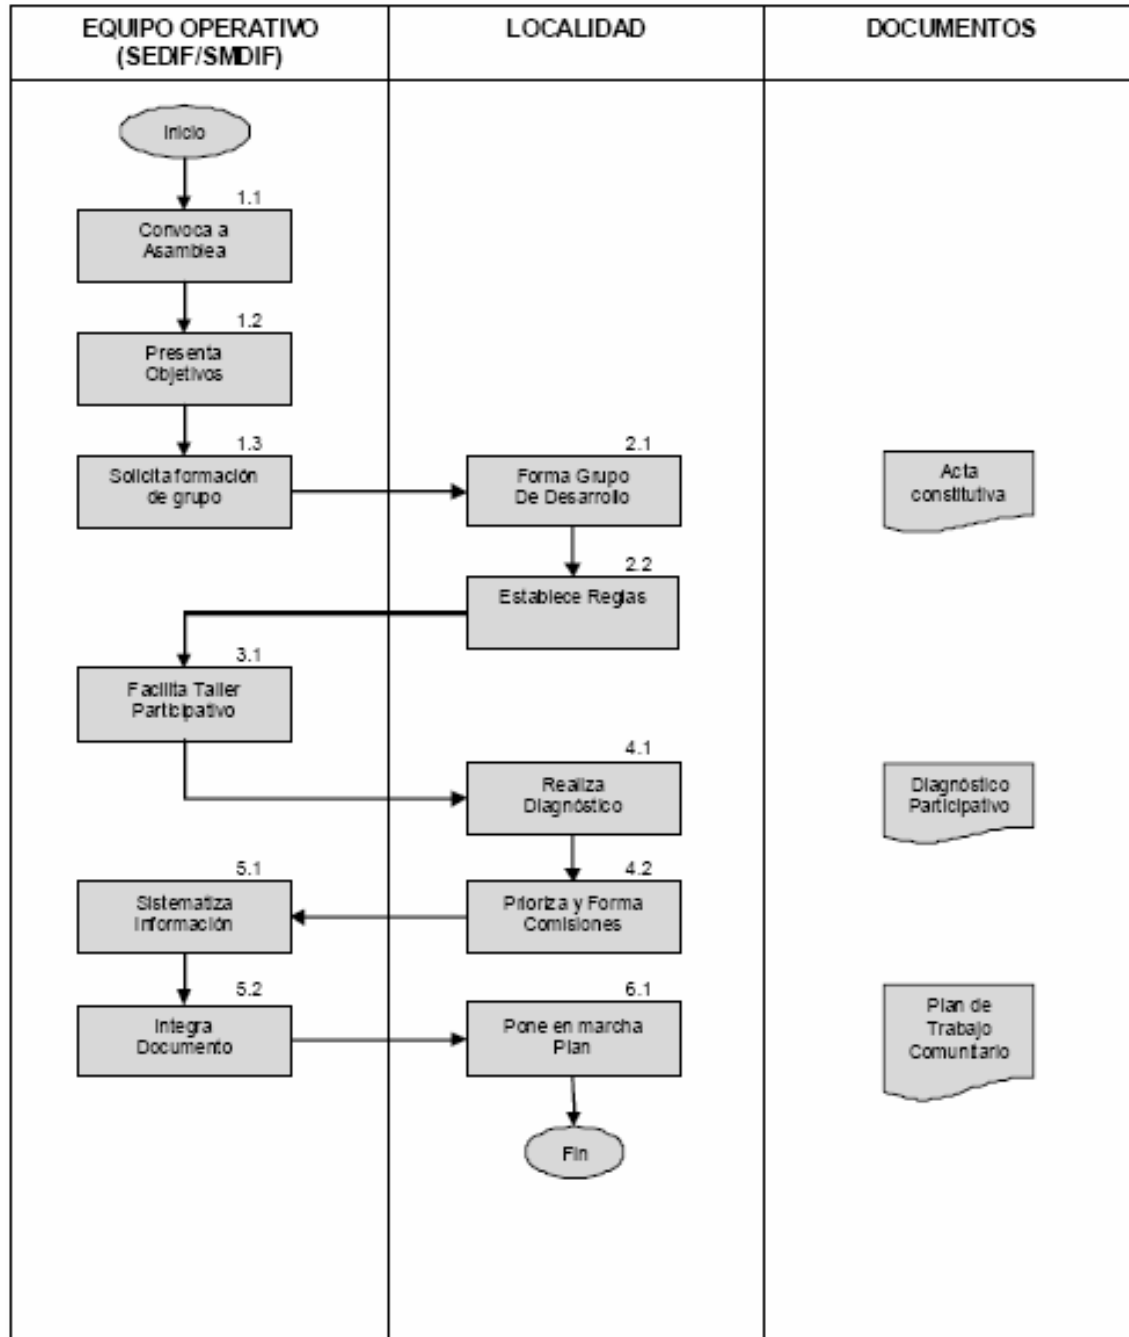 EQUIPO OPERATIVO
(SEDIF/SMDIF)
LOCALIDAD
DOCUMENTOS
Inicio
1.1
Convoca a
Asamblea
1.2
Presenta
Objetivos
1.3
Solicita formación
de grupo
2.1
Forma Grupo
De Desarrollo
Acta
constitutiva
2.2
Establece Reglas
3.1
Facilita Taller
Participativo
4.1
Realiza
Diagnóstico
Diagnóstico
Participativo
4.2
Prioriza y Forma
Comisiones
5.1
Sistematiza
Información
5.2
Integra
Documento
6.1
Pone en marcha
Plan
Plan de
Trabajo
Comunitario
Fin